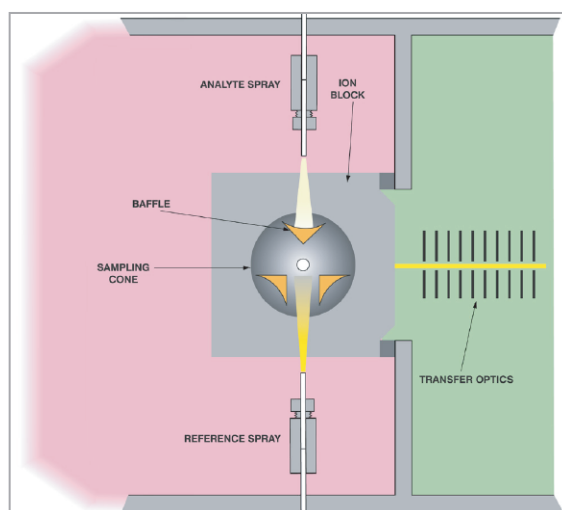 ANALYTE SPRAY
ION
BLOCK
BAFFLE
SAMPLING
CONE
TRANSFER OPTICS
REFERENCE SPRAY